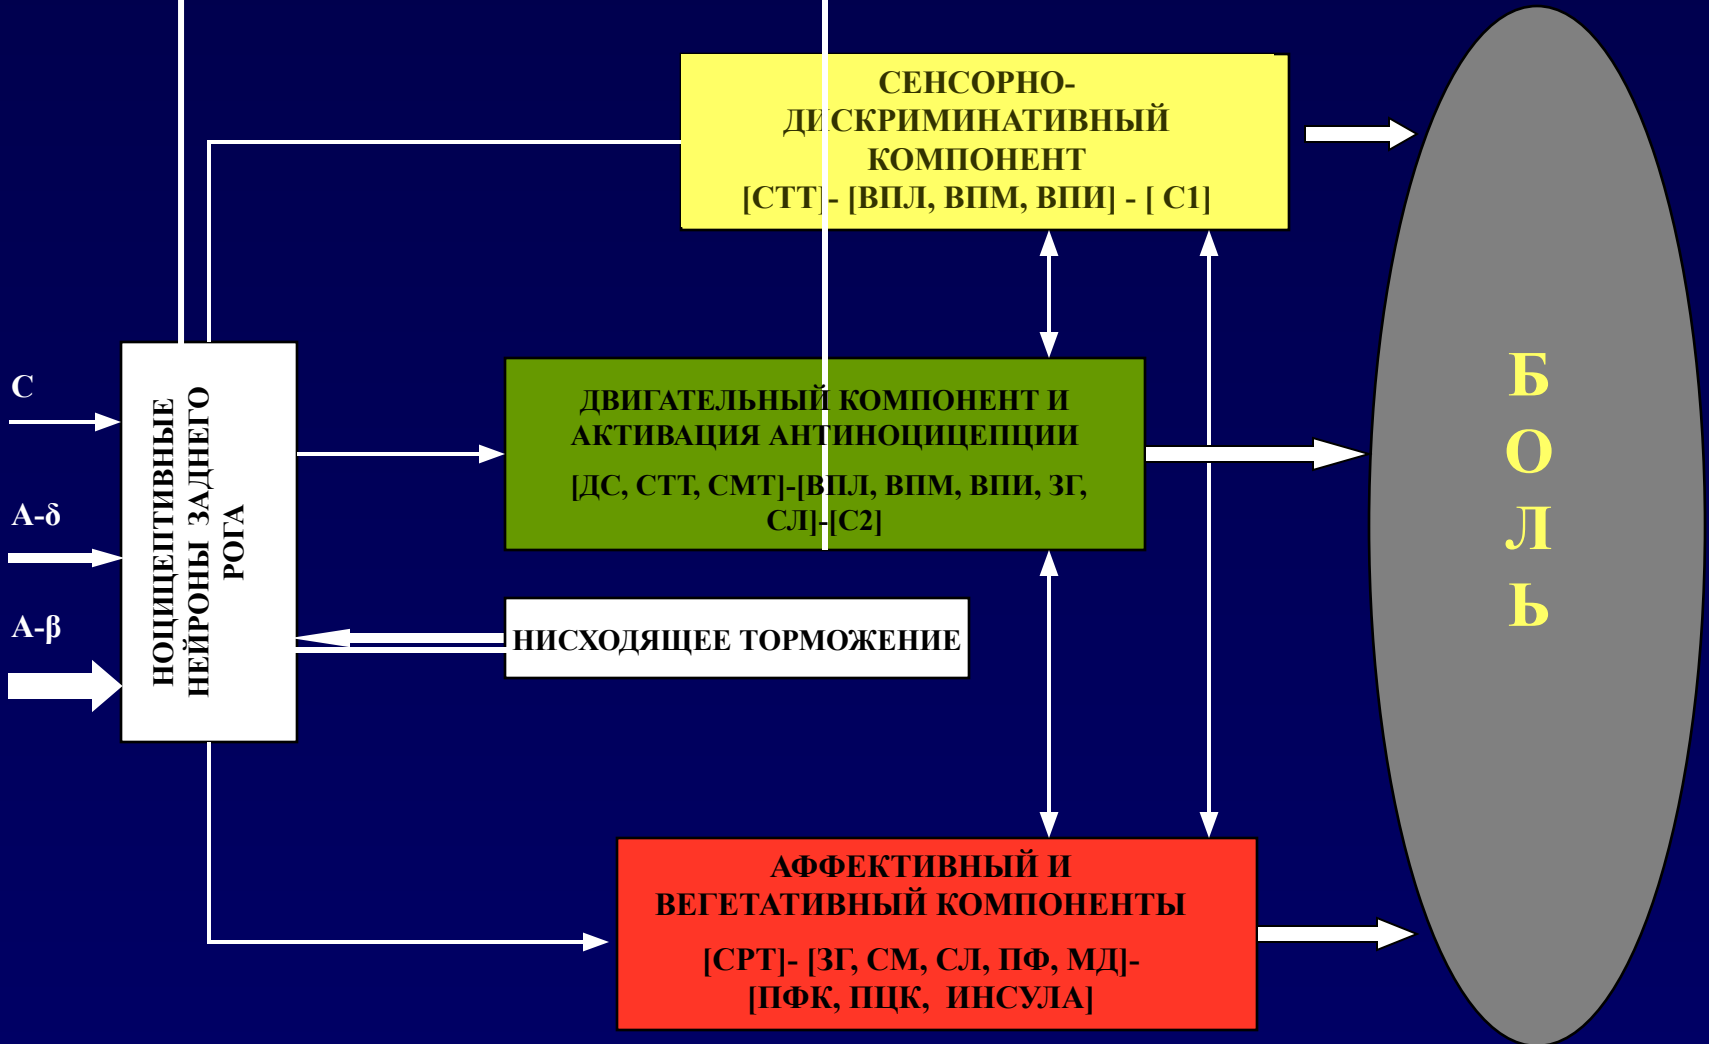 СЕНСОРНО-
ДИСКРИМИНАТИВНЫЙ
КОМПОНЕНТ
[СТТ]- [ВПЛ, ВПМ, ВПИ] - [ С1]
С
А-δ
А-β
НОЦИЦЕПТИВНЫЕ
НЕЙРОНЫ ЗАДНЕГО
РОГА
ДВИГАТЕЛЬНЫЙ КОМПОНЕНТ И
АКТИВАЦИЯ АНТИНОЦИЦЕПЦИИ
[ДС, СТТ, СМТ]-[ВПЛ, ВПМ, ВПИ, ЗГ,
СЛ]-[С2]
НИСХОДЯЩЕЕ ТОРМОЖЕНИЕ
АФФЕКТИВНЫЙ И
ВЕГЕТАТИВНЫЙ КОМПОНЕНТЫ
[СРТ]- [ЗГ, СМ, СЛ, ПФ, МД]-
[ПФК, ПЦК, ИНСУЛА]
Б
О
Л
Ь